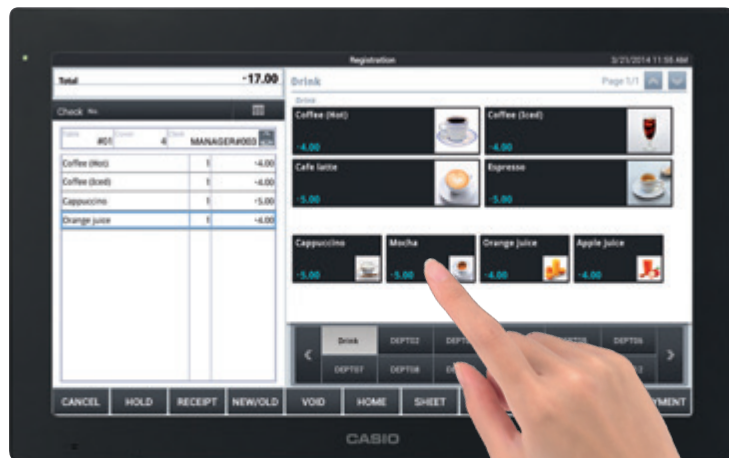 Registration 3/21/2014 11:58 AM
Total -17.00
Drink Page 1/1
Check No.
Drink
Coffee (Hot)
-4.00
Coffee (Iced)
-4.00
Table #01 Cover 4 Clerk MANAGER#003
Coffee (Hot) 1 -4.00
Coffee (Iced) 1 -4.00
Cappuccino 1 -5.00
Orange juice 1 -4.00
Cafe latte
-5.00
Espresso
-5.00
Cappuccino
-5.00
Mocha
-5.00
Orange juice
-4.00
Apple juice
-4.00
Drink DEPT02 DEPT06
DEPT07 DEPT08
CANCEL HOLD RECEIPT NEW/OLD VOID HOME SHEET
CASIO